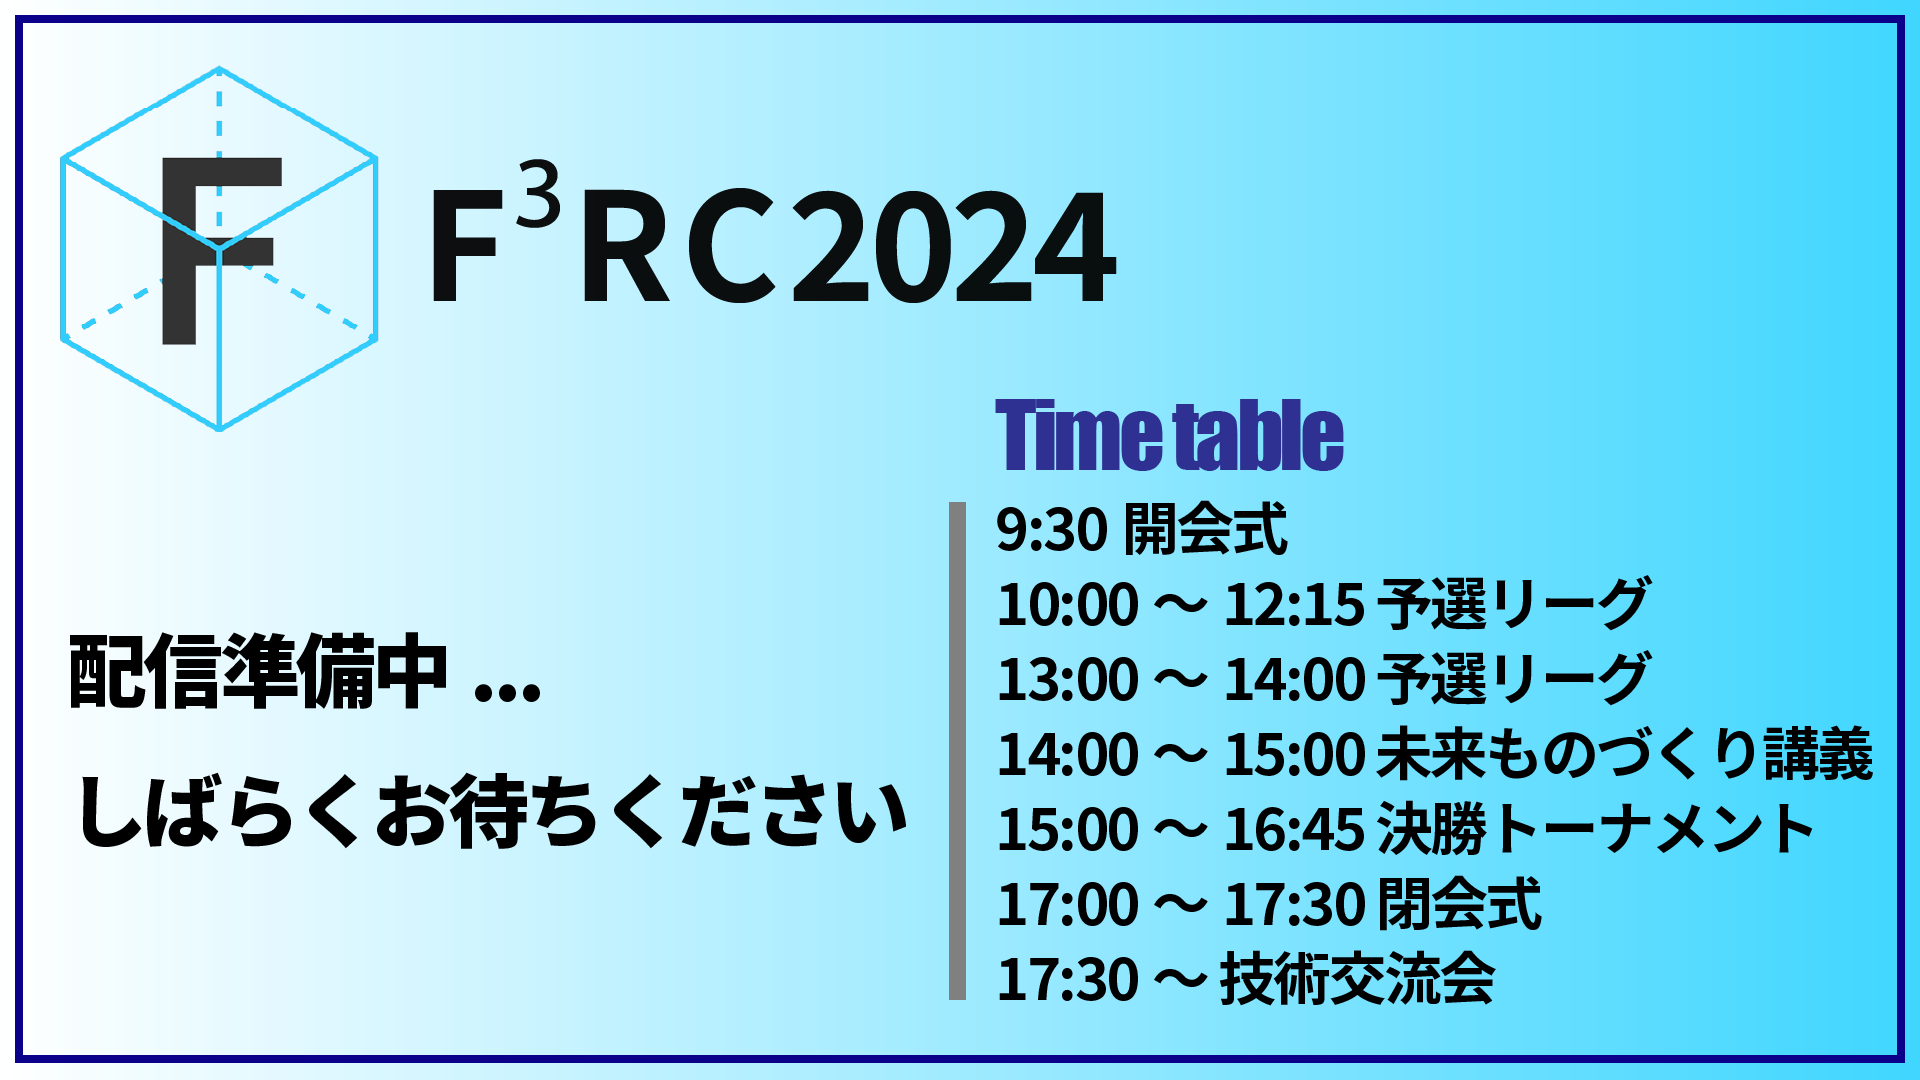 F
F³RC2024
配信準備中 ...
しばらくお待ちください
Time table
9:30 開会式
10:00 ～ 12:15 予選リーグ
13:00 ～ 14:00 予選リーグ
14:00 ～ 15:00 未来ものづくり講義
15:00 ～ 16:45 決勝トーナメント
17:00 ～ 17:30 閉会式
17:30 ～ 技術交流会